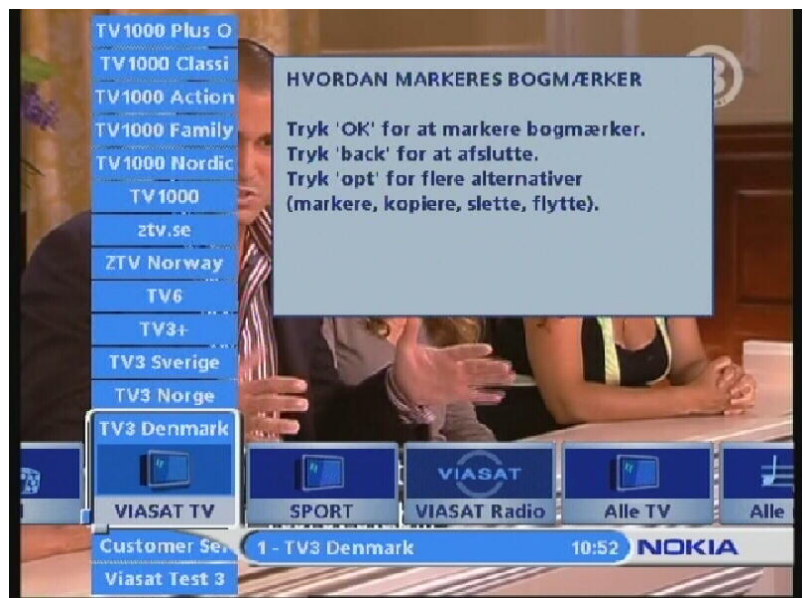 TV1000 Plus O
TV1000 Classi
TV1000 Action
TV1000 Family
TV1000 Nordic
TV1000
ztv.se
ZTV Norway
TV6
TV3+
TV3 Sverige
TV3 Norge
TV3 Denmark
HVORDAN MARKERES BOGMÆRKER
Tryk 'OK' for at markere bogmærker.
Tryk 'back' for at afslutte.
Tryk 'opt' for flere alternativer
(markere, kopiere, slette, flytte).
3
VIASAT
VIASAT TV
SPORT
VIASAT Radio
Alle TV
Alle
Customer Ser
1 - TV3 Denmark
10:52
NOKIA
Viasat Test 3